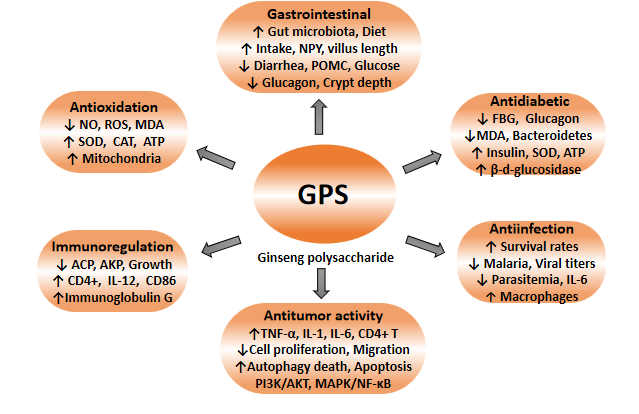 Gastrointestinal
↑ Gut microbiota, Diet
↑ Intake, NPY, villus length
↓ Diarrhea, POMC, Glucose
↓ Glucagon, Crypt depth
Antioxidation
↓ NO, ROS, MDA
↑ SOD, CAT, ATP
↑ Mitochondria
Antidiabetic
↓ FBG, Glucagon
↓MDA, Bacteroidetes
↑ Insulin, SOD, ATP
↑ β-d-glucosidase
GPS
Ginseng polysaccharide
Immunoregulation
↓ ACP, AKP, Growth
↑ CD4+, IL-12, CD86
↑Immunoglobulin G
Antiinfection
↑ Survival rates
↓ Malaria, Viral titers
↓ Parasitemia, IL-6
↑ Macrophages
Antitumor activity
↑TNF-α, IL-1, IL-6, CD4+ T
↓Cell proliferation, Migration
↑Autophagy death, Apoptosis
PI3K/AKT, MAPK/NF-κB